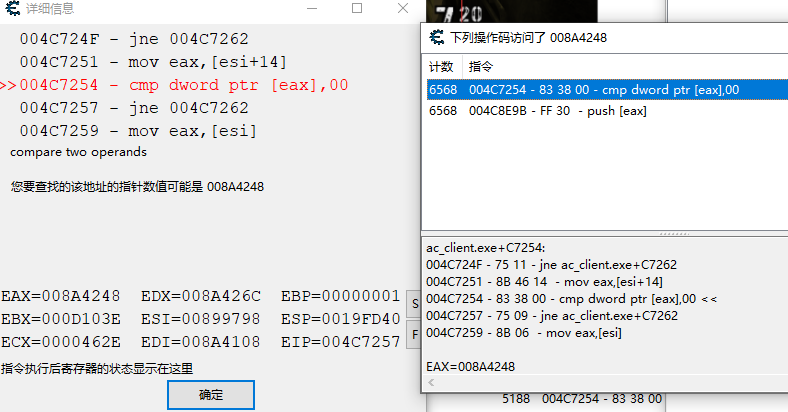 详细信息
004C724F - jne 004C7262
004C7251 - mov eax,[esi+14]
>>004C7254 - cmp dword ptr [eax],00
004C7257 - jne 004C7262
004C7259 - mov eax,[esi]
compare two operands
您要查找的该地址的指针数值可能是 008A4248
EAX=008A4248 EDX=008A426C EBP=00000001
EBX=000D103E ESI=00899798 ESP=0019FD40
ECX=0000462E EDI=008A4108 EIP=004C7257
S
F
指令执行后寄存器的状态显示在这里
确定
20
下列操作码访问了 008A4248
计数 指令
6568 004C7254 - 83 38 00 - cmp dword ptr [eax],00
6568 004C8E9B - FF 30 - push [eax]
ac_client.exe+C7254:
004C724F - 75 11 - jne ac_client.exe+C7262
004C7251 - 8B 46 14 - mov eax,[esi+14]
004C7254 - 83 38 00 - cmp dword ptr [eax],00 <<
004C7257 - 75 09 - jne ac_client.exe+C7262
004C7259 - 8B 06 - mov eax,[esi]
EAX=008A4248
5188 004C7254 - 83 38 00